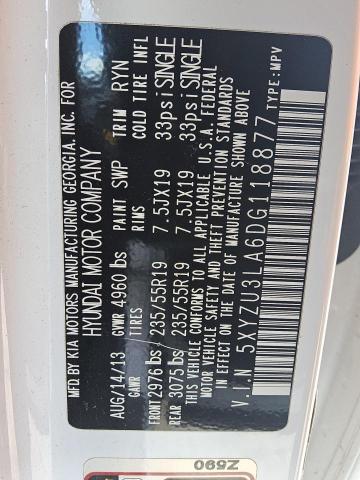 MFD. BY KIA MOTORS MANUFACTURING GEORGIA, INC. FOR
HYUNDAI MOTOR COMPANY
AUG/14/13 GVWR 4960 lbs PAINT SWP TRIM RYN
GAWR TIRES RIMS COLD TIRE INFL
FRONT 2976 lbs 235/55R19 7.5JX19 33psi SINGLE
REAR 3075 lbs 235/55R19 7.5JX19 33psi SINGLE
THIS VEHICLE CONFORMS TO ALL APPLICABLE U.S.A. FEDERAL
MOTOR VEHICLE SAFETY AND THEFT PREVENTION STANDARDS
IN EFFECT ON THE DATE OF MANUFACTURE SHOWN ABOVE
V.I.N 5XYZU3LA6DG118877 TYPE:MPV
Z590